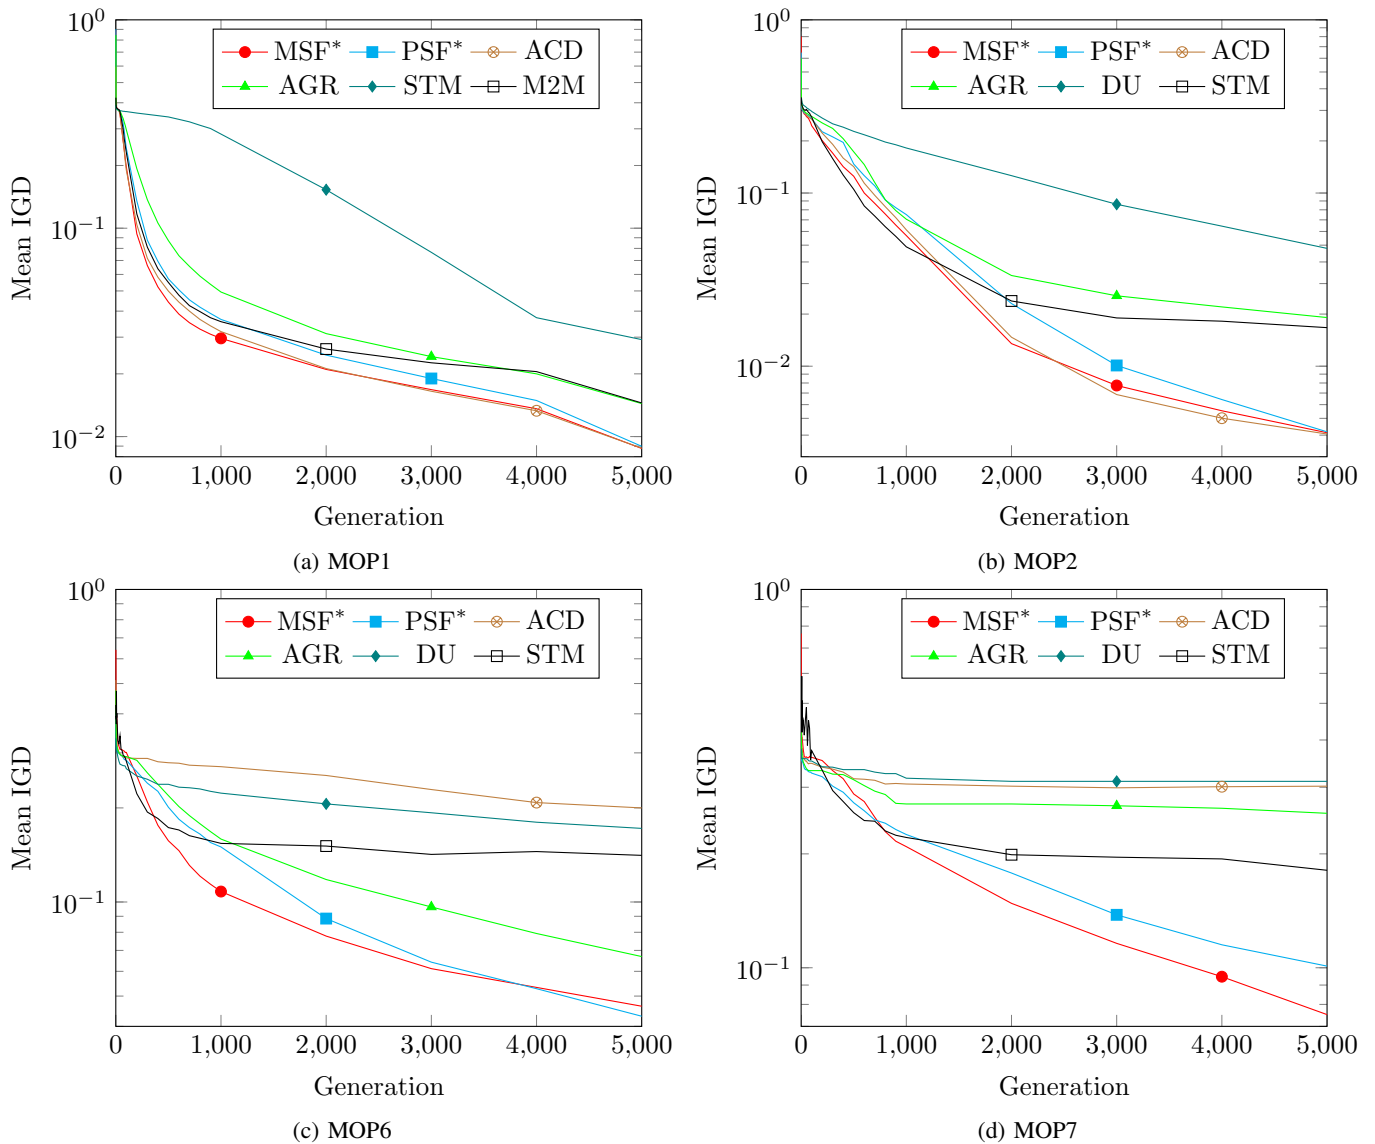 10^0
10^-1
10^-2
Mean IGD
MSF* PSF* ACD
AGR STM M2M
0 1,000 2,000 3,000 4,000 5,000
Generation
(a) MOP1
10^0
10^-1
10^-2
Mean IGD
MSF* PSF* ACD
AGR DU STM
0 1,000 2,000 3,000 4,000 5,000
Generation
(b) MOP2
10^0
10^-1
Mean IGD
MSF* PSF* ACD
AGR DU STM
0 1,000 2,000 3,000 4,000 5,000
Generation
(c) MOP6
10^0
10^-1
Mean IGD
MSF* PSF* ACD
AGR DU STM
0 1,000 2,000 3,000 4,000 5,000
Generation
(d) MOP7